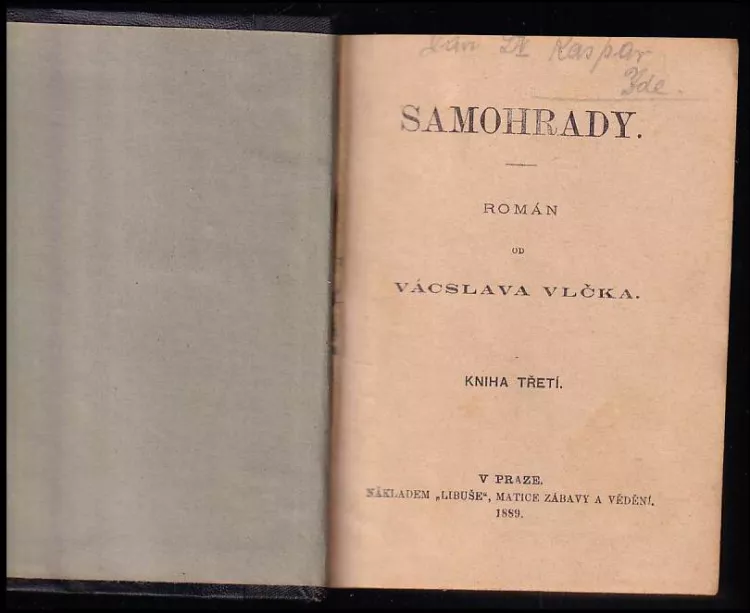 Kaspar
SAMOHRADY.
ROMÁN
OD
VÁCSLAVA VLČKA.
KNIHA TŘETÍ.
V PRAZE.
NÁKLADEM „LIBUŠE“, MATICE ZÁBAVY A VĚDĚNÍ.
1889.